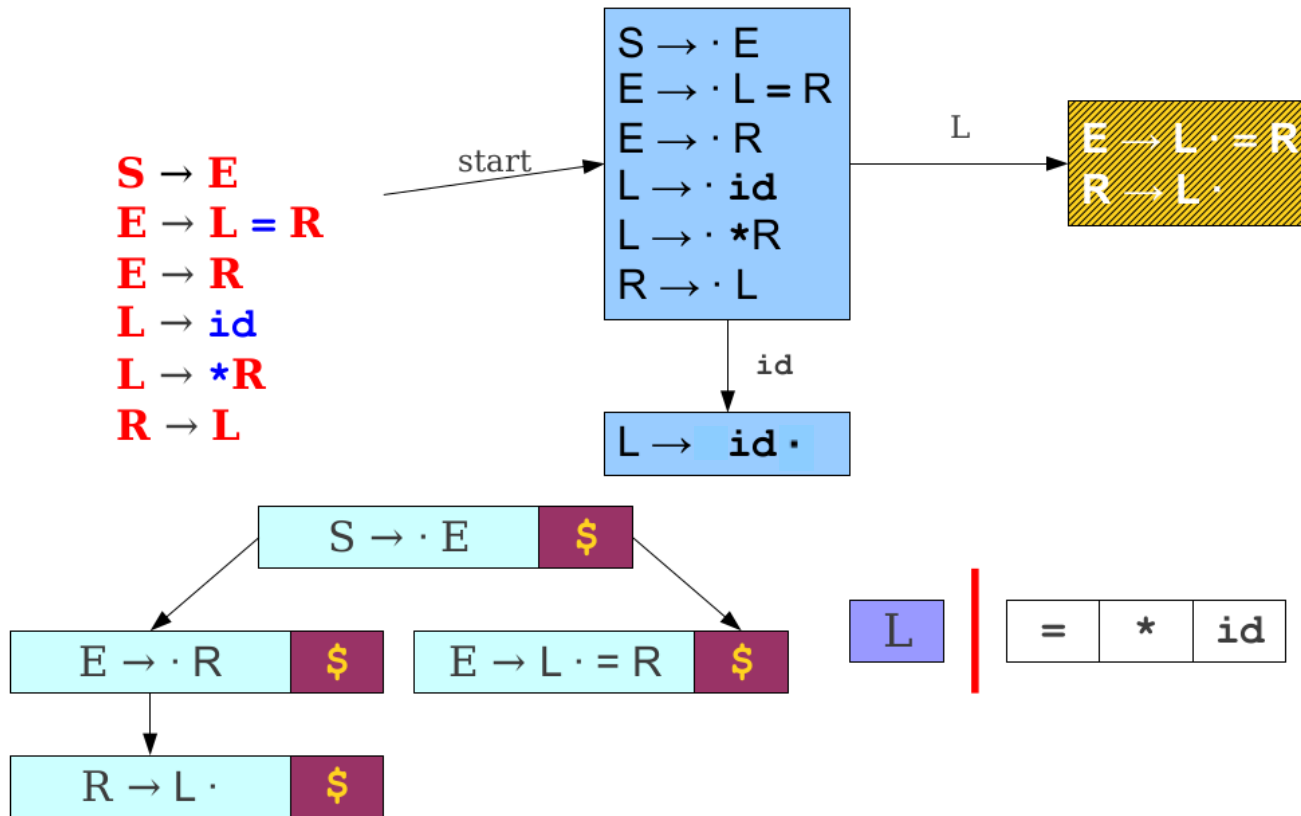 S → E
E → L = R
E → R
L → id
L → *R
R → L
start
S → · E
E → · L = R
E → · R
L → · id
L → · *R
R → · L
L
E → L · = R
R → L ·
id
L → id ·
S → · E $
E → · R $
E → L · = R $
R → L · $
L
= * id